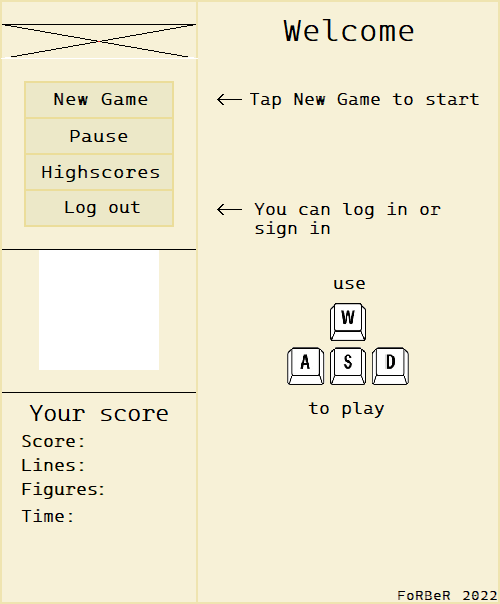 New Game
Pause
Highscores
Log out
Your score
Score:
Lines:
Figures:
Time:
Welcome
Tap New Game to start
You can log in or
sign in
use
W
A S D
to play
FoRBeR 2022